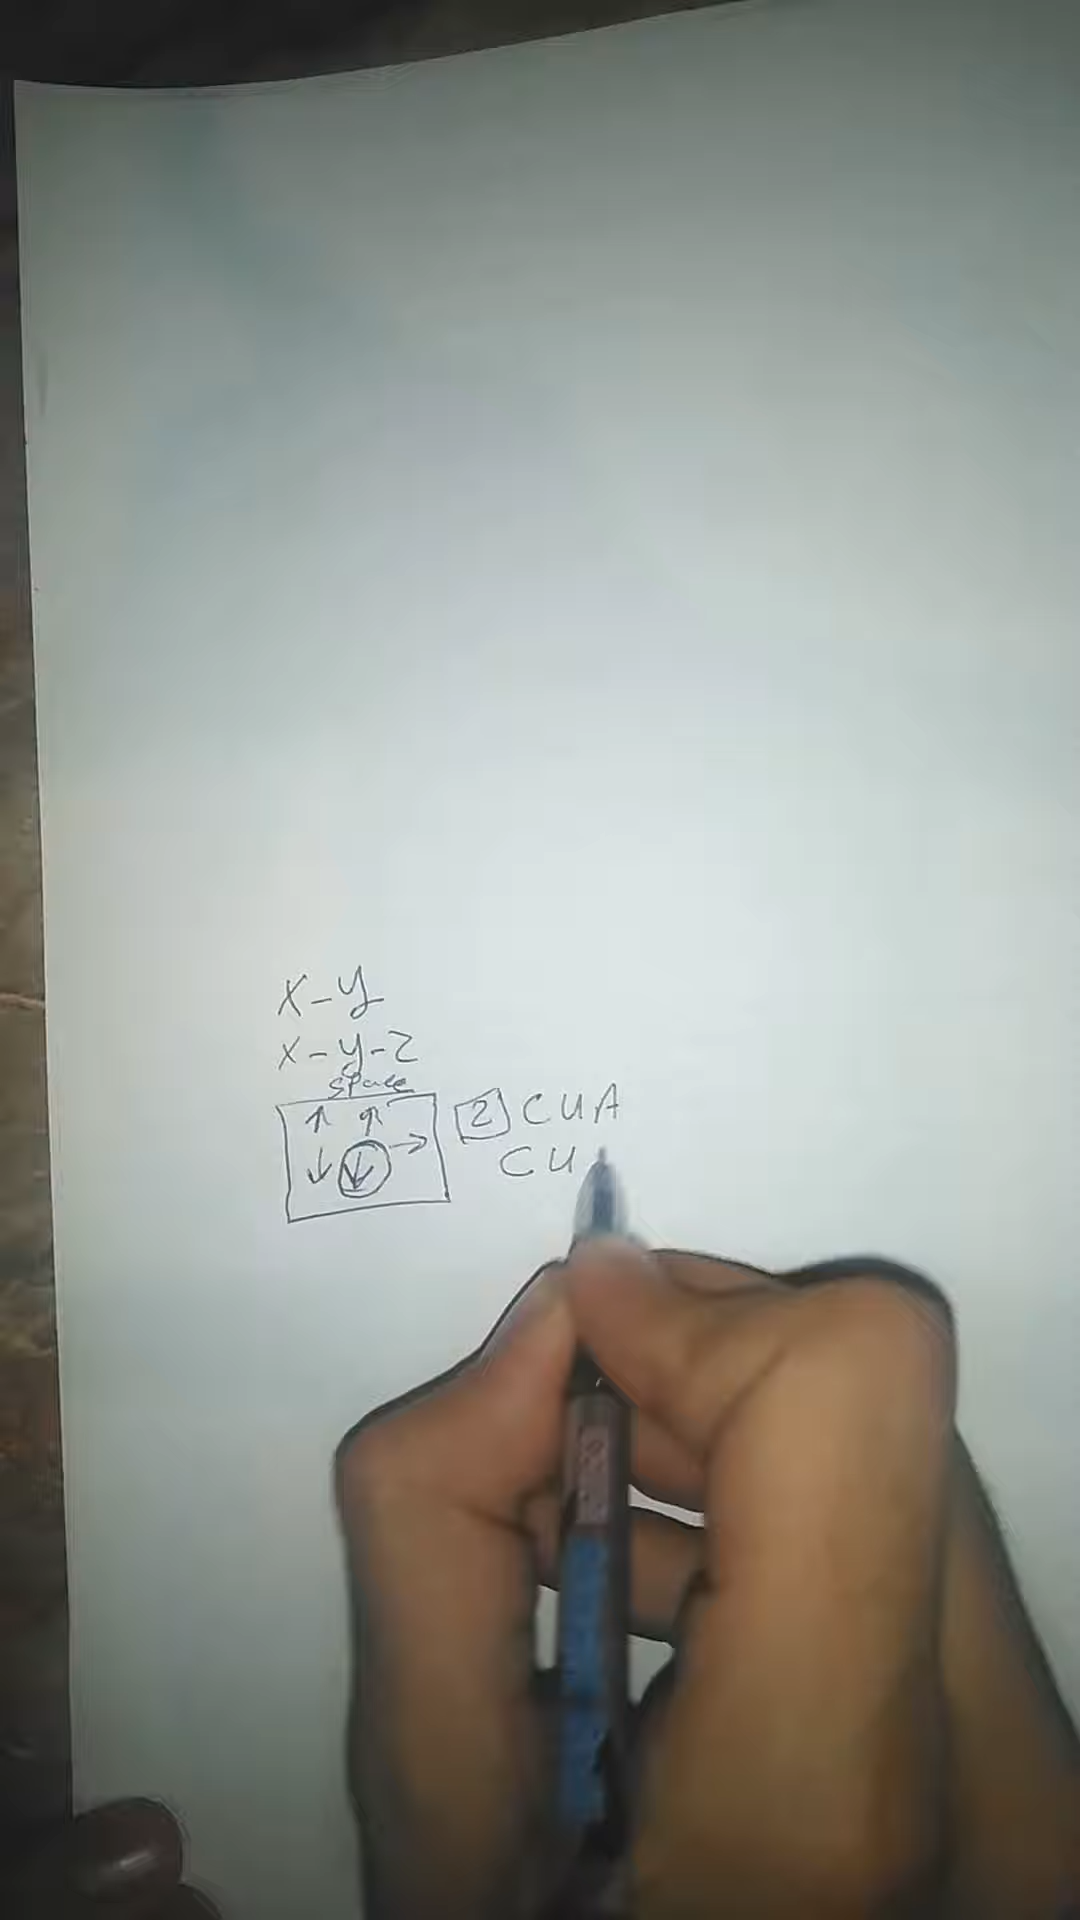 X-Y
X-Y-Z
space
↑ ↑
↓ ↓ →
2 CUA
CU